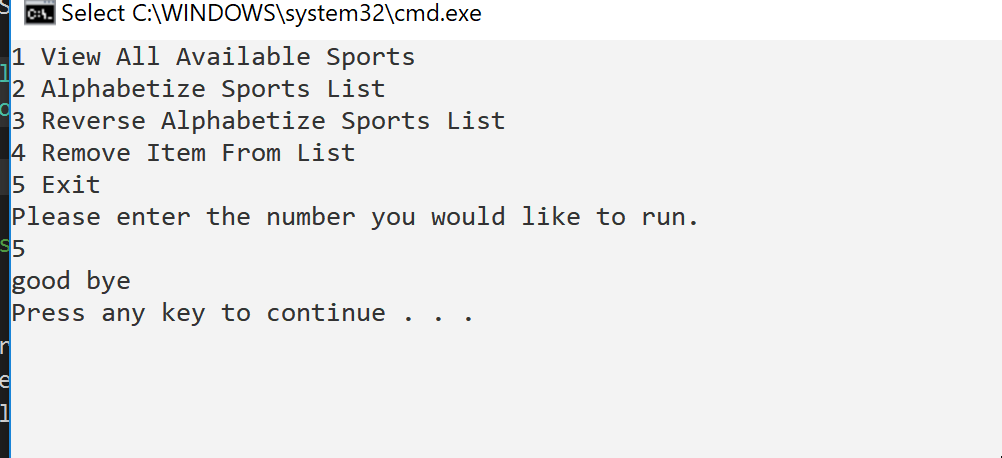 Select C:\WINDOWS\system32\cmd.exe
1 View All Available Sports
2 Alphabetize Sports List
3 Reverse Alphabetize Sports List
4 Remove Item From List
5 Exit
Please enter the number you would like to run.
5
good bye
Press any key to continue . . .